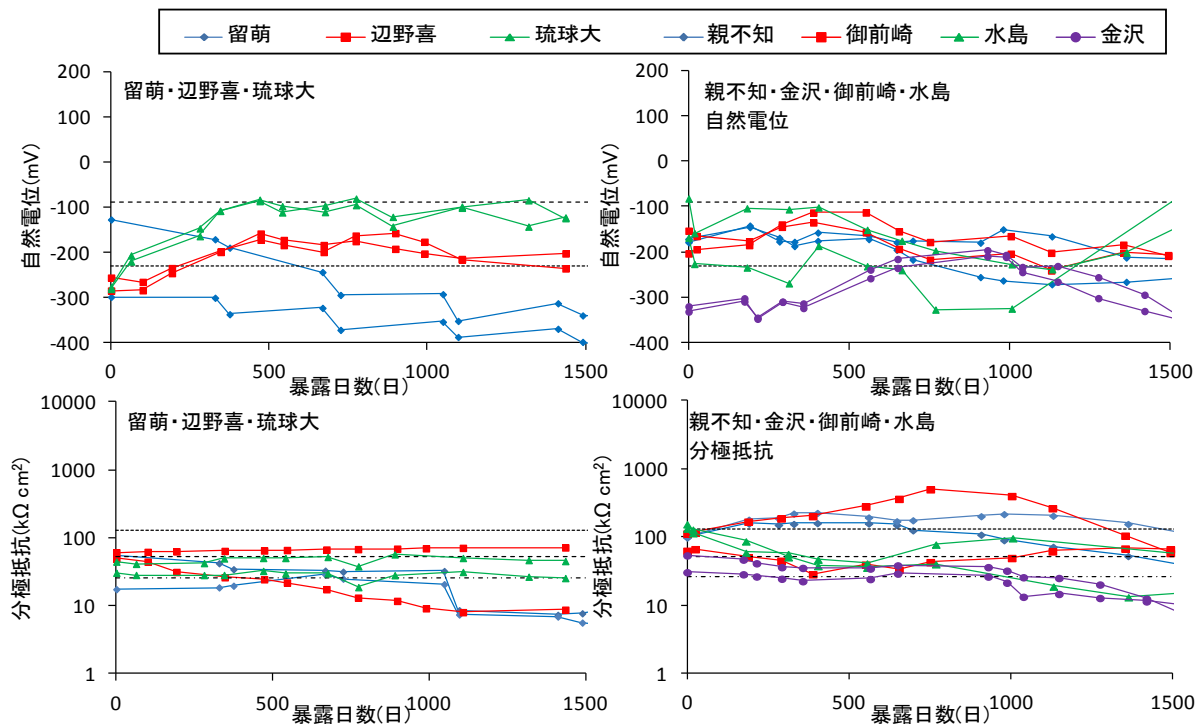 留萌 辺野喜 琉球大 親不知 御前崎 水島 金沢
留萌・辺野喜・琉球大
自然電位(mV)
200
100
0
-100
-200
-300
-400
0 500 1000 1500
暴露日数(日)
親不知・金沢・御前崎・水島
自然電位
自然電位(mV)
200
100
0
-100
-200
-300
-400
0 500 1000 1500
暴露日数(日)
留萌・辺野喜・琉球大
分極抵抗(kΩ cm²)
10000
1000
100
10
1
0 500 1000 1500
暴露日数(日)
親不知・金沢・御前崎・水島
分極抵抗
分極抵抗(kΩ cm²)
10000
1000
100
10
1
0 500 1000 1500
暴露日数(日)